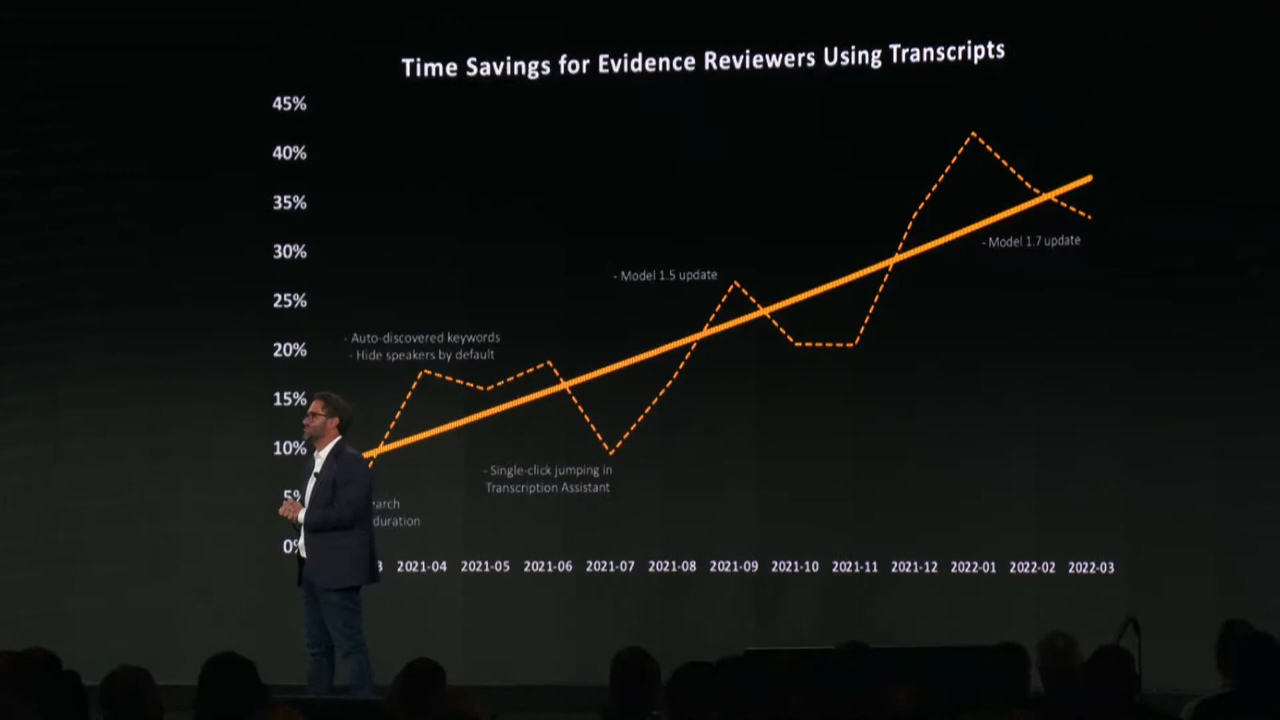 Time Savings for Evidence Reviewers Using Transcripts
45%
40%
35%
30%
25%
20%
15%
10%
5%
0%
- Auto-discovered keywords
- Hide speakers by default
- Single-click jumping in
Transcription Assistant
- Model 1.5 update
- Model 1.7 update
duration
2021-04 2021-05 2021-06 2021-07 2021-08 2021-09 2021-10 2021-11 2021-12 2022-01 2022-02 2022-03